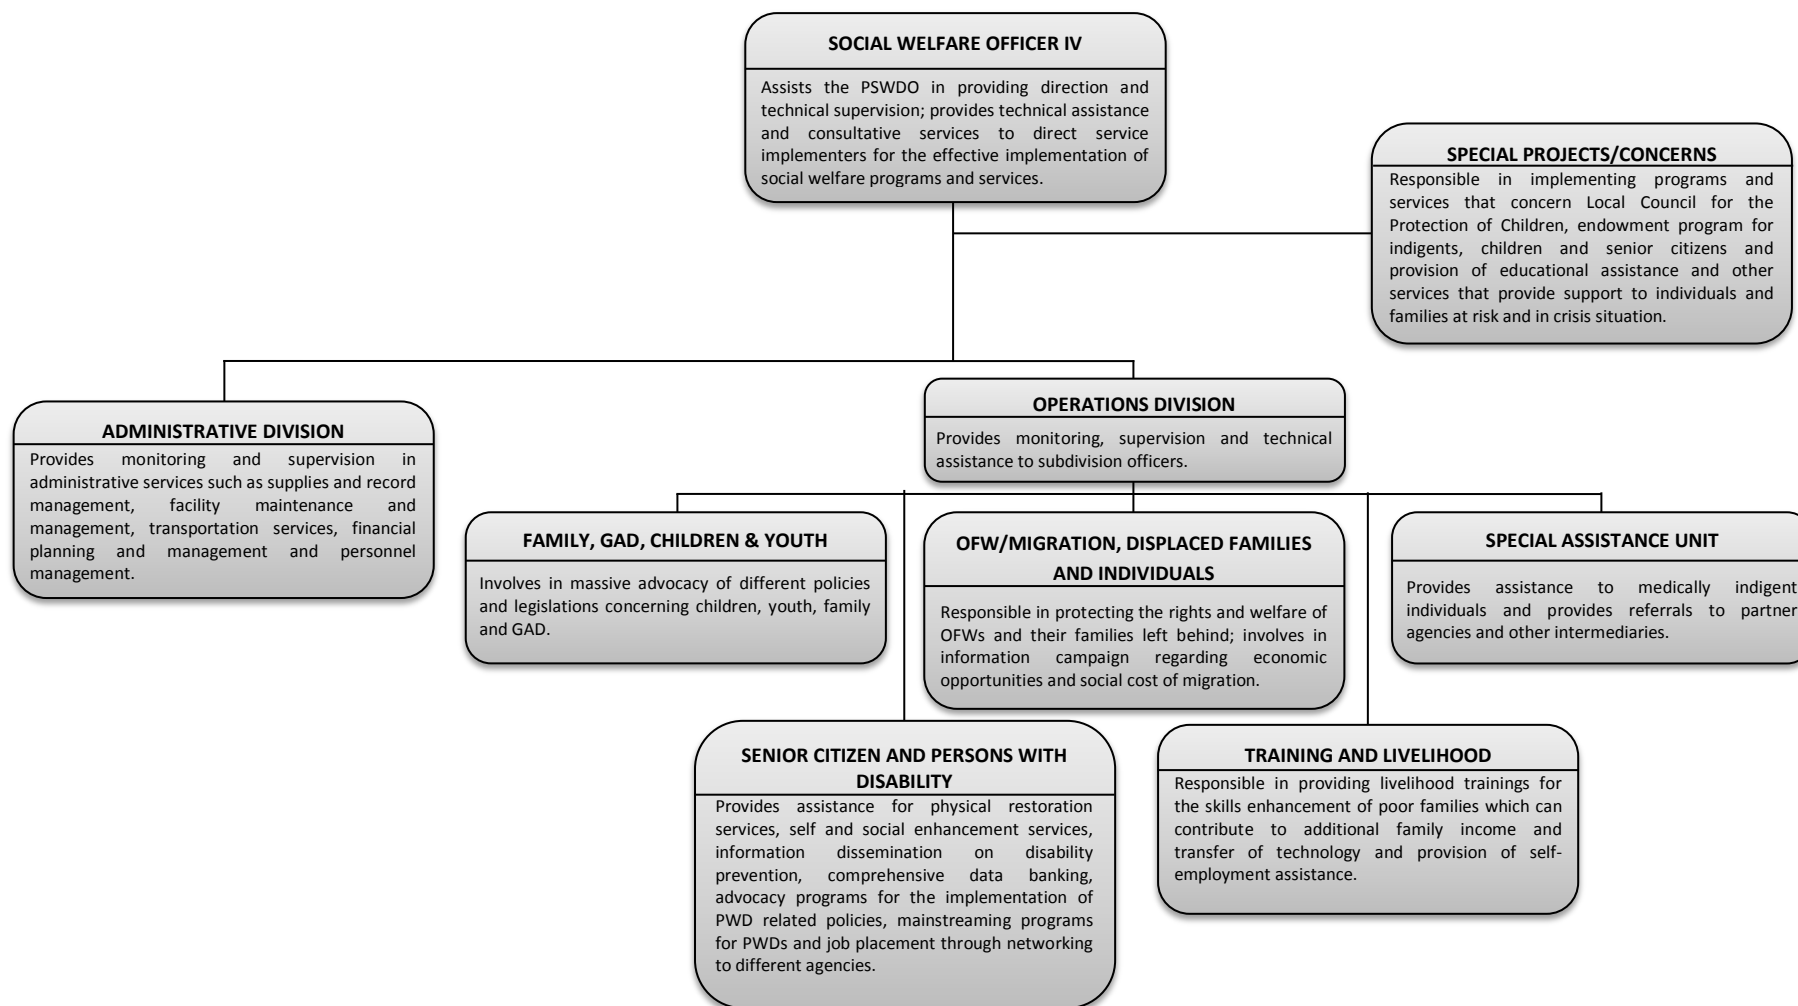 SOCIAL WELFARE OFFICER IV
Assists the PSWDO in providing direction and
technical supervision; provides technical assistance
and consultative services to direct service
implementers for the effective implementation of
social welfare programs and services.
SPECIAL PROJECTS/CONCERNS
Responsible in implementing programs and
services that concern Local Council for the
Protection of Children, endowment program for
indigents, children and senior citizens and
provision of educational assistance and other
services that provide support to individuals and
families at risk and in crisis situation.
ADMINISTRATIVE DIVISION
Provides monitoring and supervision in
administrative services such as supplies and record
management, facility maintenance and
management, transportation services, financial
planning and management and personnel
management.
OPERATIONS DIVISION
Provides monitoring, supervision and technical
assistance to subdivision officers.
FAMILY, GAD, CHILDREN & YOUTH
Involves in massive advocacy of different policies
and legislations concerning children, youth, family
and GAD.
OFW/MIGRATION, DISPLACED FAMILIES
AND INDIVIDUALS
Responsible in protecting the rights and welfare of
OFWs and their families left behind; involves in
information campaign regarding economic
opportunities and social cost of migration.
SPECIAL ASSISTANCE UNIT
Provides assistance to medically indigent
individuals and provides referrals to partner
agencies and other intermediaries.
SENIOR CITIZEN AND PERSONS WITH
DISABILITY
Provides assistance for physical restoration
services, self and social enhancement services,
information dissemination on disability
prevention, comprehensive data banking,
advocacy programs for the implementation of
PWD related policies, mainstreaming programs
for PWDs and job placement through networking
to different agencies.
TRAINING AND LIVELIHOOD
Responsible in providing livelihood trainings for
the skills enhancement of poor families which can
contribute to additional family income and
transfer of technology and provision of self-
employment assistance.